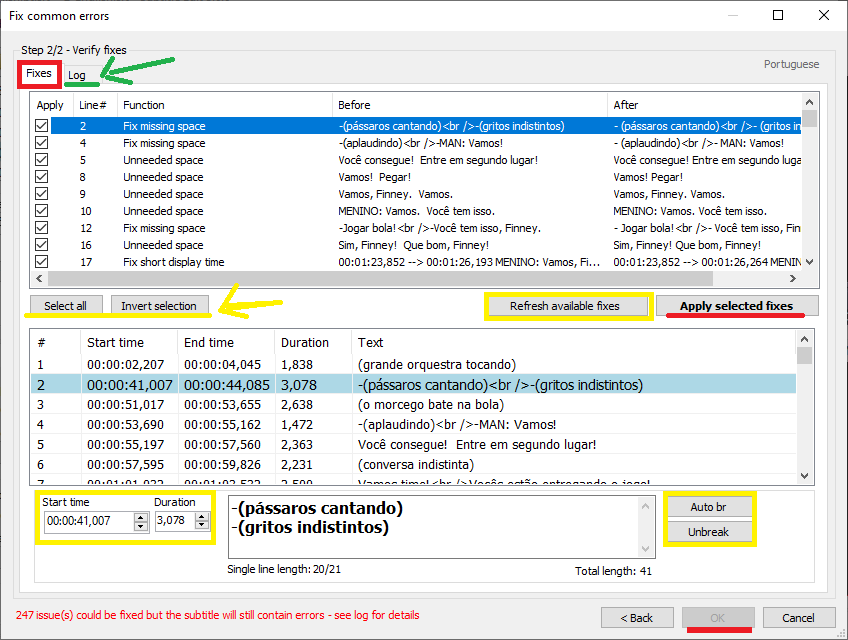 Fix common errors
Step 2/2 - Verify fixes
Portuguese
Fixes Log
Apply Line# Function Before After
2 Fix missing space -(pássaros cantando)<br />-(gritos indistintos) - (pássaros cantando)<br />- (gritos in
4 Fix missing space -(aplaudindo)<br />-MAN: Vamos! - (aplaudindo)<br />- MAN: Vamos!
5 Unneeded space Você consegue!  Entre em segundo lugar! Você consegue! Entre em segundo luga
8 Unneeded space Vamos!  Pegar! Vamos! Pegar!
9 Unneeded space Vamos, Finney.  Vamos. Vamos, Finney. Vamos.
10 Unneeded space MENINO: Vamos.  Você tem isso. MENINO: Vamos. Você tem isso.
12 Fix missing space -Jogar bola!<br />-Você tem isso, Finney. - Jogar bola!<br />- Você tem isso, Finne
16 Unneeded space Sim, Finney!  Que bom, Finney! Sim, Finney! Que bom, Finney!
17 Fix short display time 00:01:23,852 --> 00:01:26,193 MENINO: Vamos, Fi... 00:01:23,852 --> 00:01:26,264 MENIN
Select all Invert selection Refresh available fixes Apply selected fixes
# Start time End time Duration Text
1 00:00:02,207 00:00:04,045 1,838 (grande orquestra tocando)
2 00:00:41,007 00:00:44,085 3,078 -(pássaros cantando)<br />-(gritos indistintos)
3 00:00:51,017 00:00:53,655 2,638 (o morcego bate na bola)
4 00:00:53,690 00:00:55,162 1,472 -(aplaudindo)<br />-MAN: Vamos!
5 00:00:55,197 00:00:57,560 2,363 Você consegue!  Entre em segundo lugar!
6 00:00:57,595 00:00:59,826 2,231 (conversa indistinta)
Start time Duration
00:00:41,007 3,078
-(pássaros cantando)
-(gritos indistintos)
Auto br
Unbreak
Single line length: 20/21 Total length: 41
247 issue(s) could be fixed but the subtitle will still contain errors - see log for details
< Back OK Cancel